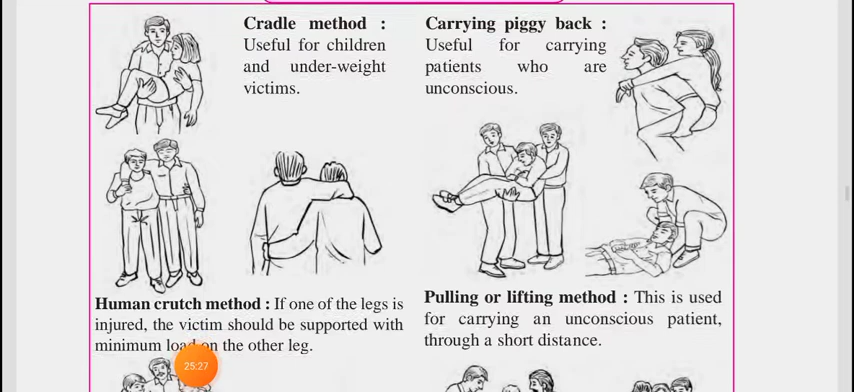 Cradle method :
Useful for children
and under-weight
victims.
Carrying piggy back :
Useful for carrying
patients who are
unconscious.
Human crutch method : If one of the legs is
injured, the victim should be supported with
minimum load on the other leg.
Pulling or lifting method : This is used
for carrying an unconscious patient,
through a short distance.
25:27